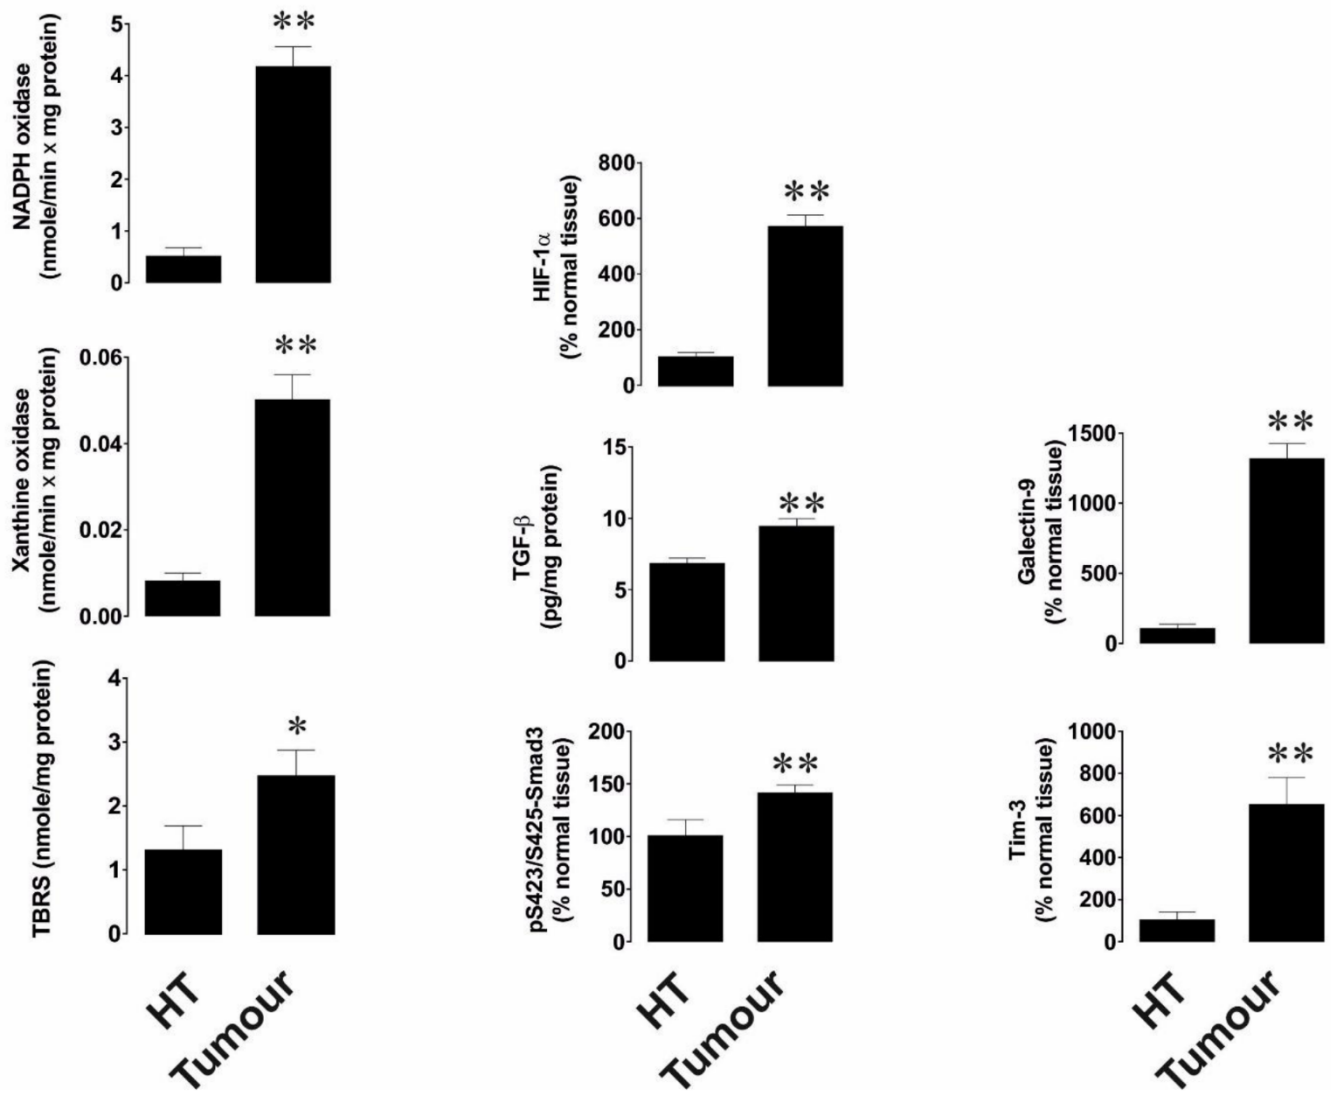 NADPH oxidase
(nmole/min x mg protein)
5
4
3
2
1
0
**
Xanthine oxidase
(nmole/min x mg protein)
0.06
0.04
0.02
0.00
**
TBRS (nmole/mg protein)
4
3
2
1
0
*
HT
Tumour
HIF-1α
(% normal tissue)
800
600
400
200
0
**
TGF-β
(pg/mg protein)
15
10
5
0
**
pS423/S425-Smad3
(% normal tissue)
200
150
100
50
0
**
HT
Tumour
Galectin-9
(% normal tissue)
1500
1000
500
0
**
Tim-3
(% normal tissue)
1000
800
600
400
200
0
**
HT
Tumour